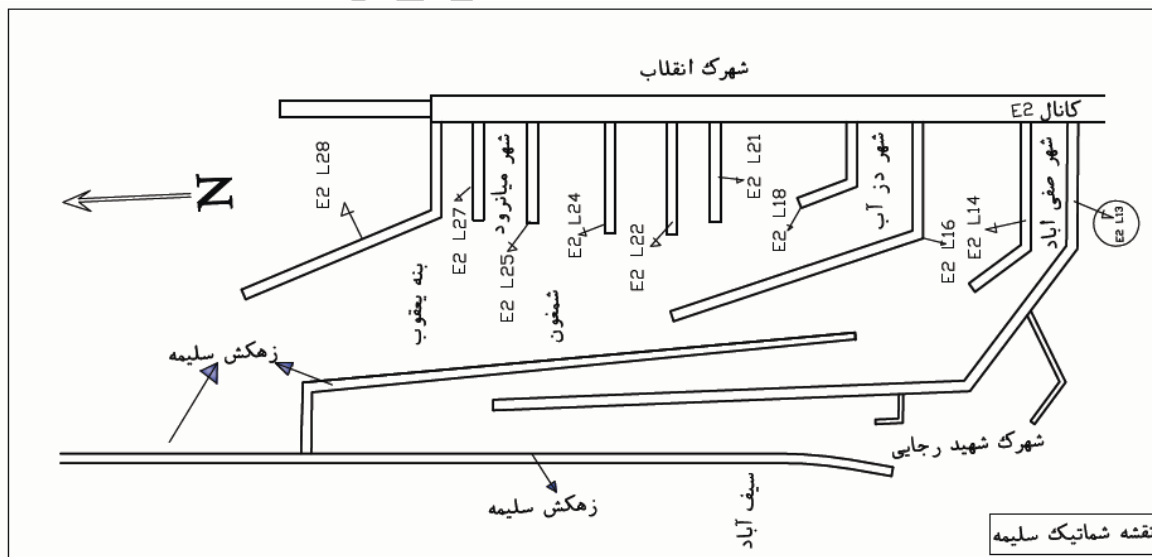 شهرک انقلاب
کانال E2
E2 L28
E2 L27
شهر میانرود
E2 L25
E2 L24
E2 L22
E2 L21
E2 L18
شهر دز آب
E2 L16
E2 L14
شهر صفی اباد
E2 L13
N
بنه یعقوب
شمعون
زهکش سلیمه
شهرک شهید رجایی
زهکش سلیمه
سیف آباد
نقشه شماتیک سلیمه